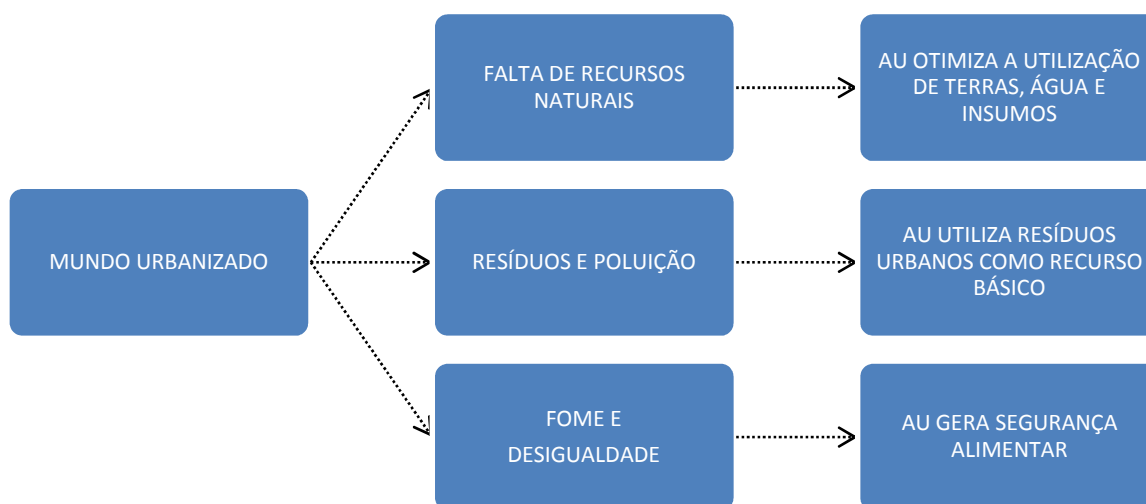 FALTA DE RECURSOS
NATURAIS
AU OTIMIZA A UTILIZAÇÃO
DE TERRAS, ÁGUA E
INSUMOS
MUNDO URBANIZADO
RESÍDUOS E POLUIÇÃO
AU UTILIZA RESÍDUOS
URBANOS COMO RECURSO
BÁSICO
FOME E
DESIGUALDADE
AU GERA SEGURANÇA
ALIMENTAR